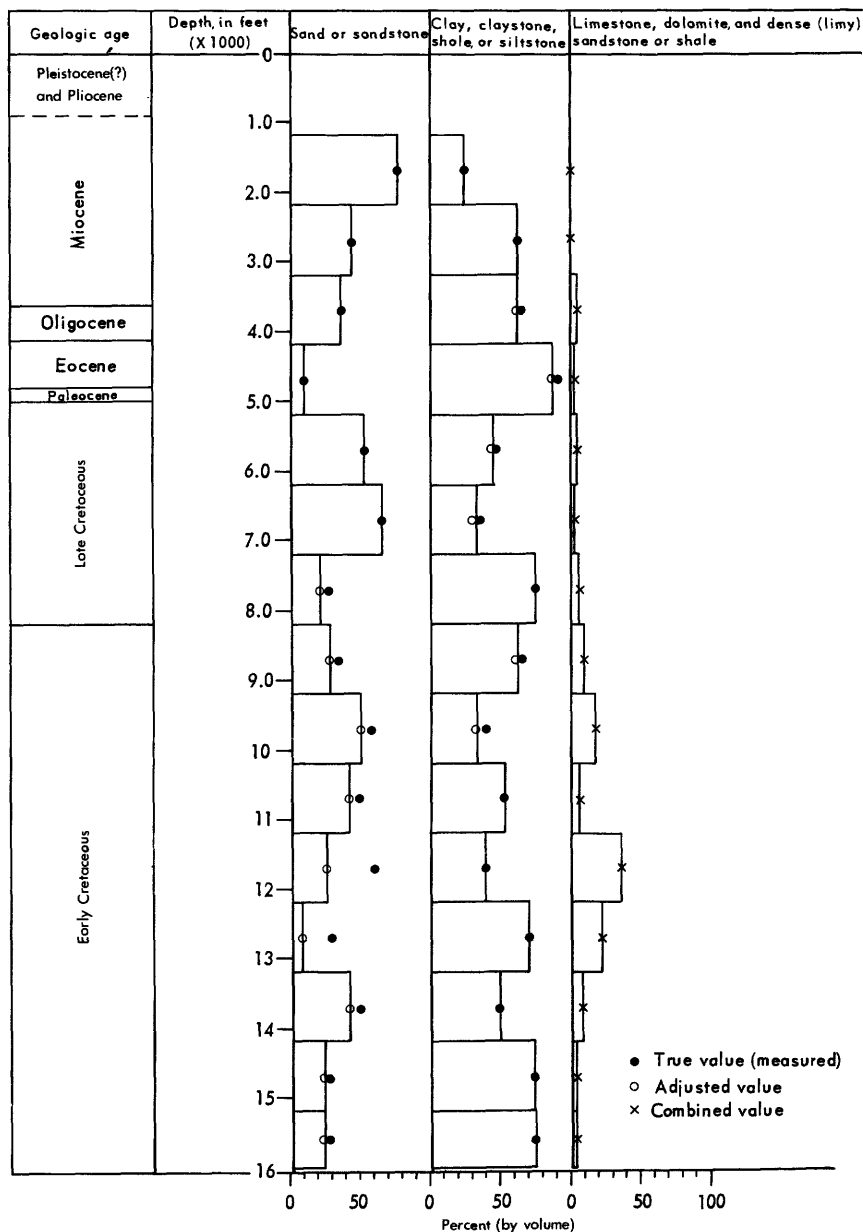 Geologic age
Depth, in feet
(X 1000)
Sand or sandstone
Clay, claystone,
shole, or siltstone
Limestone, dolomite, and dense (limy)
sandstone or shale
0
Pleistocene(?)
and Pliocene
1.0
2.0
Miocene
3.0
Oligocene
4.0
Eocene
Paleocene
5.0
6.0
Late Cretaceous
7.0
8.0
9.0
10
11
12
Early Cretaceous
13
14
15
16
● True value (measured)
○ Adjusted value
× Combined value
0 50 0 50 0 50 100
Percent (by volume)